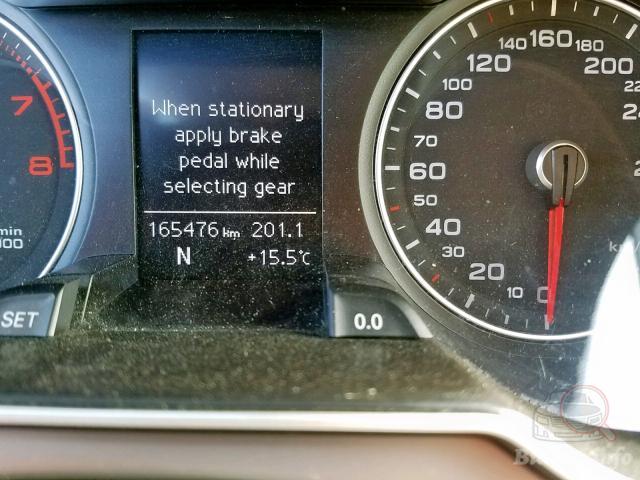 When stationary
apply brake
pedal while
selecting gear
165476 km 201.1
N +15.5°C
7
8
SET
0.0
0
10
20
30
40
50
60
70
80
100
120
140
160
180
200